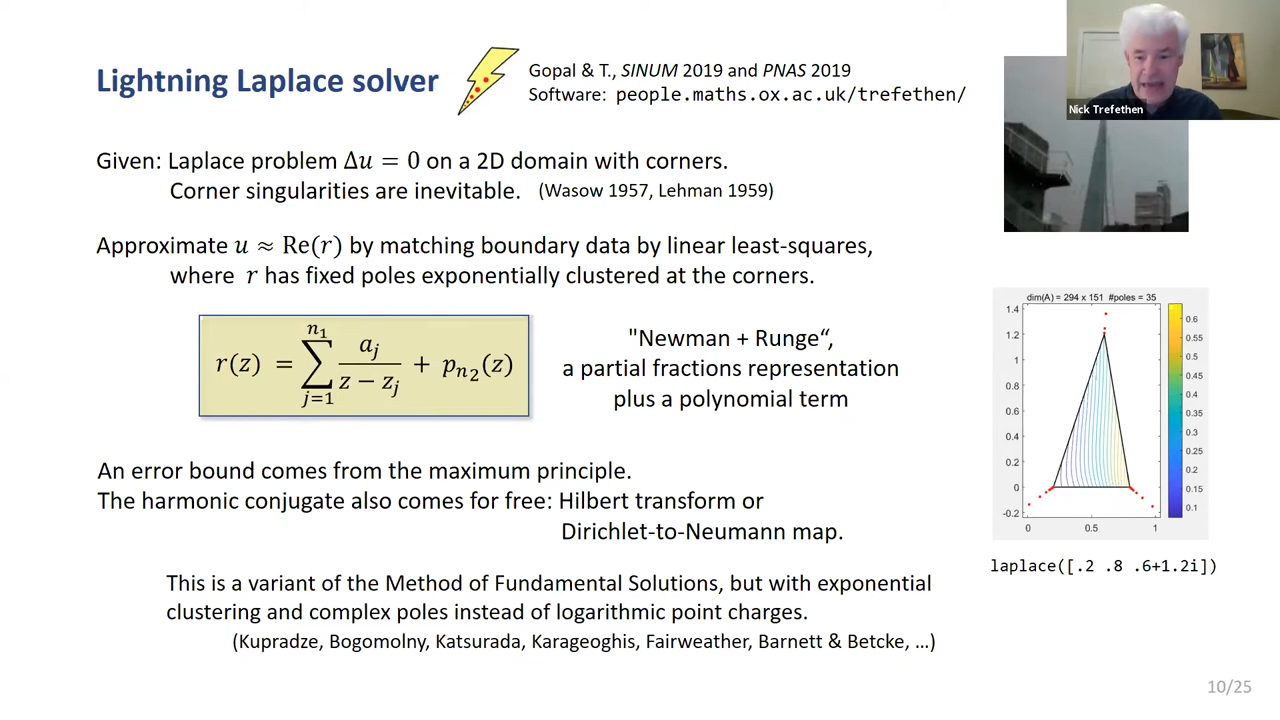 Lightning Laplace solver
Gopal & T., SINUM 2019 and PNAS 2019
Software: people.maths.ox.ac.uk/trefethen/
Nick Trefethen
Given: Laplace problem Δu = 0 on a 2D domain with corners.
Corner singularities are inevitable. (Wasow 1957, Lehman 1959)
Approximate u ≈ Re(r) by matching boundary data by linear least-squares,
where r has fixed poles exponentially clustered at the corners.
r(z) = ∑_{j=1}^{n₁} a_j / (z − z_j) + p_{n₂}(z)
"Newman + Runge“,
a partial fractions representation
plus a polynomial term
An error bound comes from the maximum principle.
The harmonic conjugate also comes for free: Hilbert transform or
Dirichlet-to-Neumann map.
This is a variant of the Method of Fundamental Solutions, but with exponential
clustering and complex poles instead of logarithmic point charges.
(Kupradze, Bogomolny, Katsurada, Karageoghis, Fairweather, Barnett & Betcke, …)
dim(A) = 294 x 151 #poles = 35
1.4
1.2
1
0.8
0.6
0.4
0.2
0
-0.2
0 0.5 1
0.6
0.55
0.5
0.45
0.4
0.35
0.3
0.25
0.2
0.15
0.1
laplace([.2 .8 .6+1.2i])
10/25